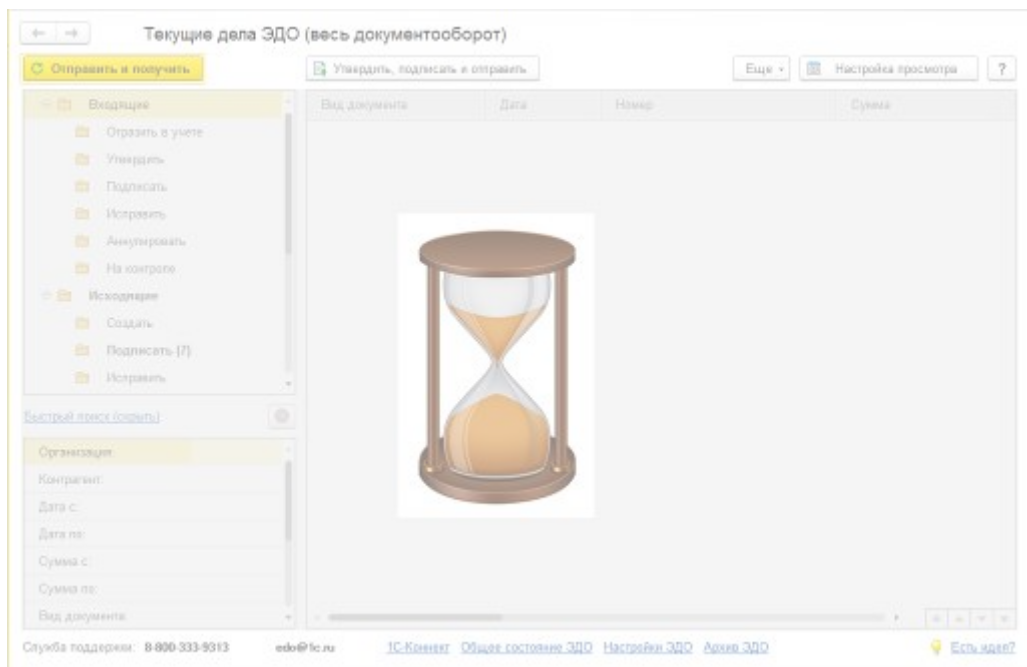 Текущие дела ЭДО (весь документооборот)
Отправить и получить
Утвердить, подписать и отправить
Еще
Настройка просмотра
?
Входящие
Отразить в учете
Утвердить
Подписать
Исправить
Аннулировать
На контроле
Исходящие
Создать
Подписать (7)
Исправить
Вид документа Дата Номер Сумма
Быстрый поиск (скрыть)
Организация:
Контрагент:
Дата с:
Дата по:
Сумма с:
Сумма по:
Вид документа:
Служба поддержки: 8-800-333-9313 edo@1c.ru 1С-Коннект Общее состояние ЭДО Настройки ЭДО Архив ЭДО Есть идея?